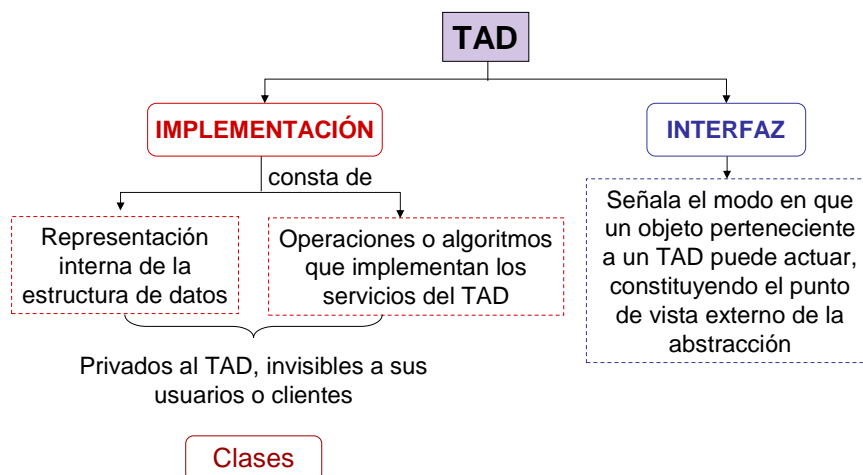 TAD
IMPLEMENTACIÓN
INTERFAZ
consta de
Representación
interna de la
estructura de datos
Operaciones o algoritmos
que implementan los
servicios del TAD
Señala el modo en que
un objeto perteneciente
a un TAD puede actuar,
constituyendo el punto
de vista externo de la
abstracción
Privados al TAD, invisibles a sus
usuarios o clientes
Clases